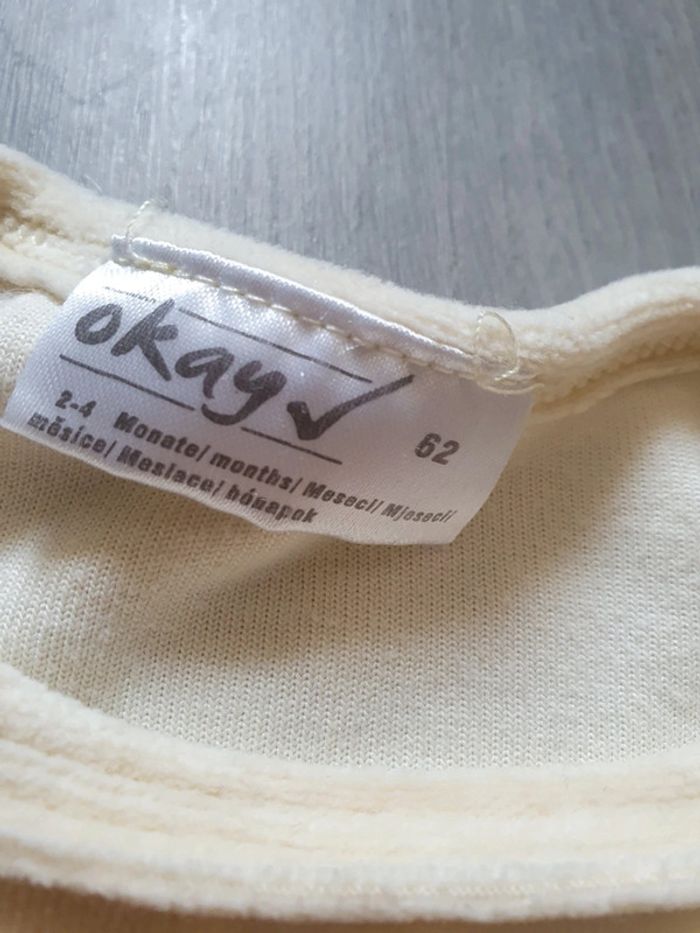 okay
62
2-4 Monate/ months/ Meseci/ Mjeseci/
měsíce/ Mesiace/ hónapok